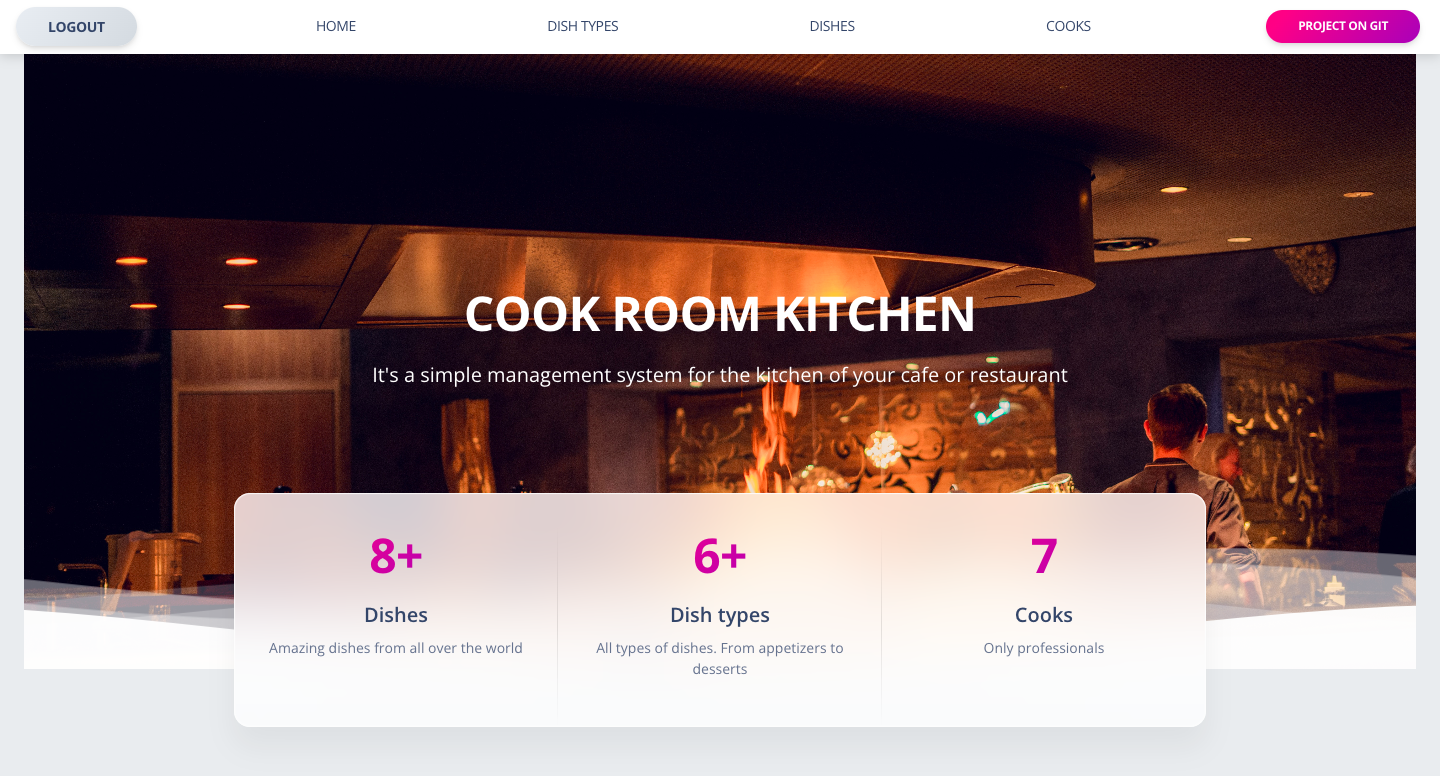 LOGOUT
HOME
DISH TYPES
DISHES
COOKS
PROJECT ON GIT
COOK ROOM KITCHEN
It's a simple management system for the kitchen of your cafe or restaurant
8+
Dishes
Amazing dishes from all over the world
6+
Dish types
All types of dishes. From appetizers to
desserts
7
Cooks
Only professionals